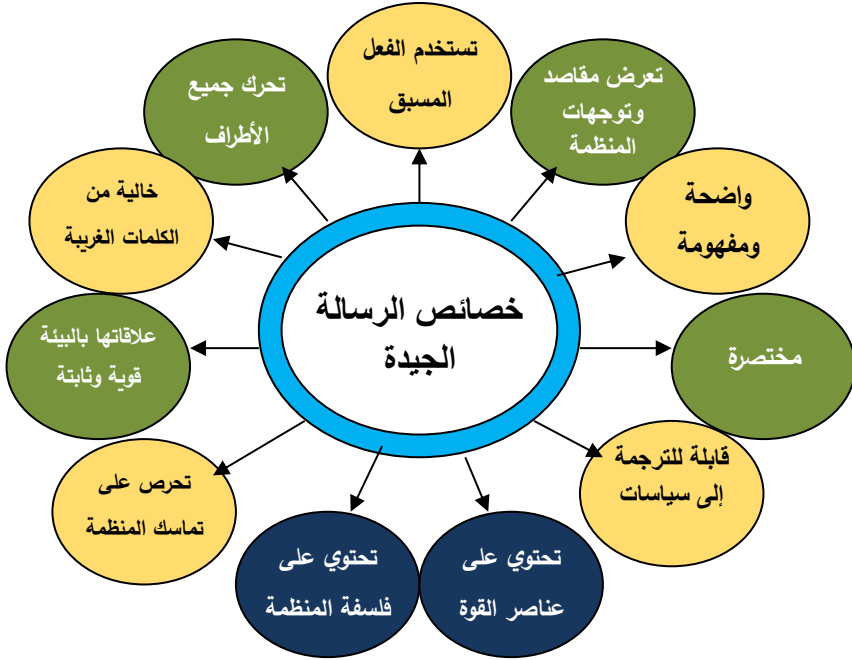 خصائص الرسالة
الجيدة
تستخدم الفعل
المسبق
تعرض مقاصد
وتوجهات
المنظمة
واضحة
ومفهومة
مختصرة
قابلة للترجمة
إلى سياسات
تحتوي على
عناصر القوة
تحتوي على
فلسفة المنظمة
تحرص على
تماسك المنظمة
علاقاتها بالبيئة
قوية وثابتة
خالية من
الكلمات الغريبة
تحرك جميع
الأطراف